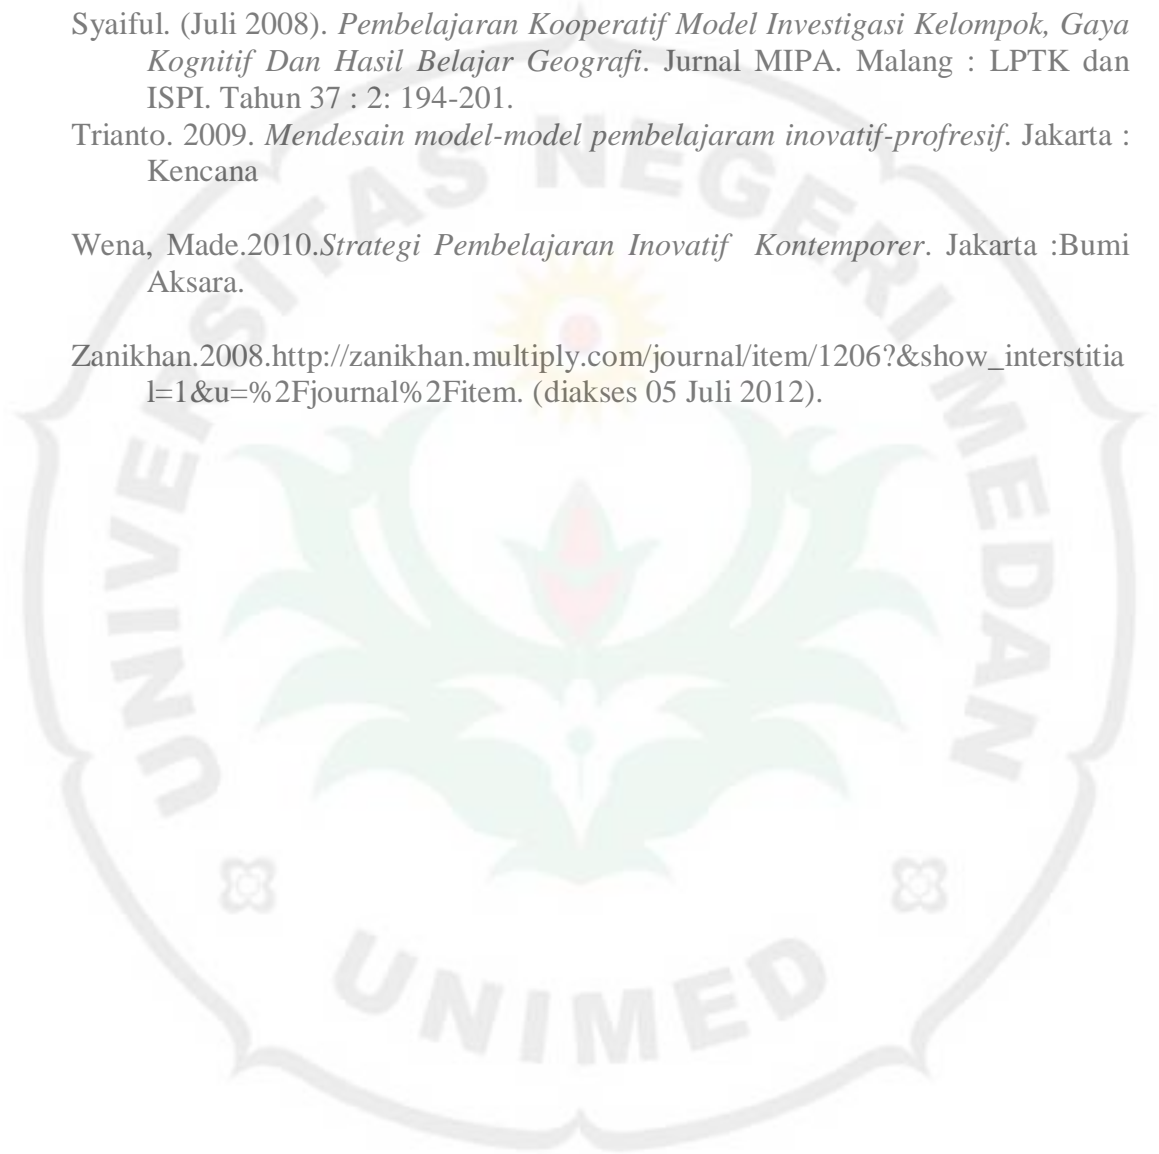 Syaiful. (Juli 2008). Pembelajaran Kooperatif Model Investigasi Kelompok, Gaya
Kognitif Dan Hasil Belajar Geografi. Jurnal MIPA. Malang : LPTK dan
ISPI. Tahun 37 : 2: 194-201.
Trianto. 2009. Mendesain model-model pembelajaram inovatif-profresif. Jakarta :
Kencana
Wena, Made.2010.Strategi Pembelajaran Inovatif Kontemporer. Jakarta :Bumi
Aksara.
Zanikhan.2008.http://zanikhan.multiply.com/journal/item/1206?&show_interstitia
l=1&u=%2Fjournal%2Fitem. (diakses 05 Juli 2012).
UNIVERSITAS NEGERI MEDAN
UNIMED